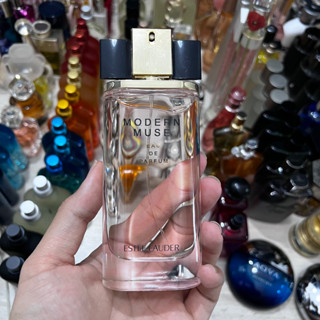 MODERN
MUSE
EAU
DE
PARFUM
ESTĒE LAUDER